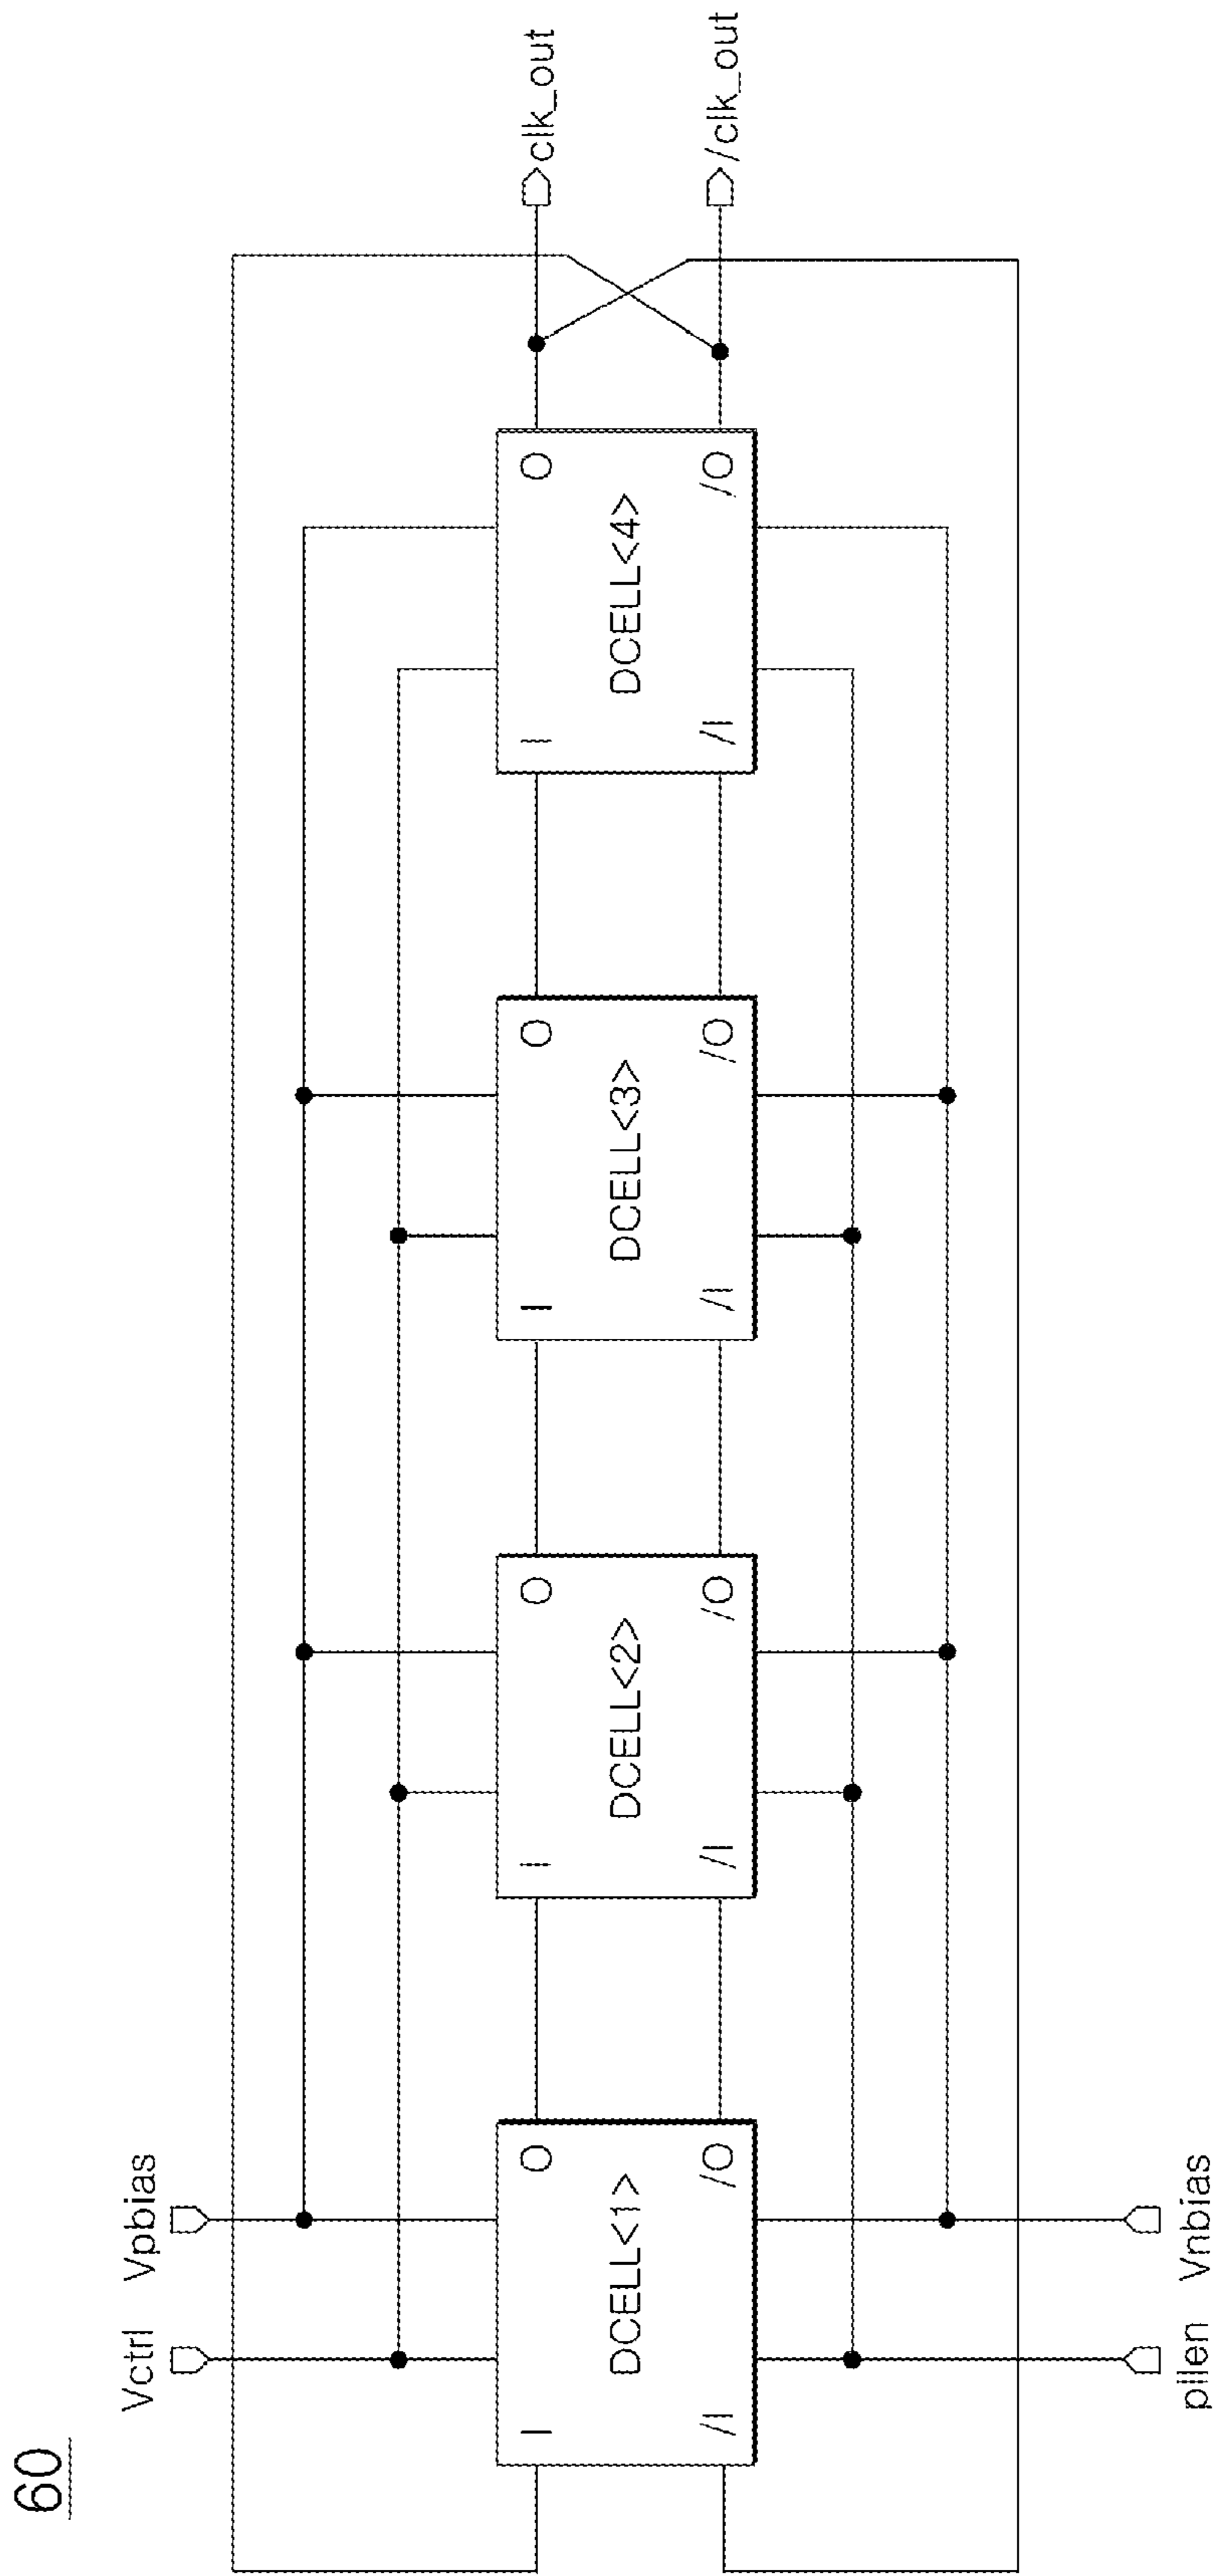 60
Vctrl Vpbias
I O I O I O I O clk_out
DCELL<1> DCELL<2> DCELL<3> DCELL<4>
/I /O /I /O /I /O /I /O /clk_out
pllen Vnbias